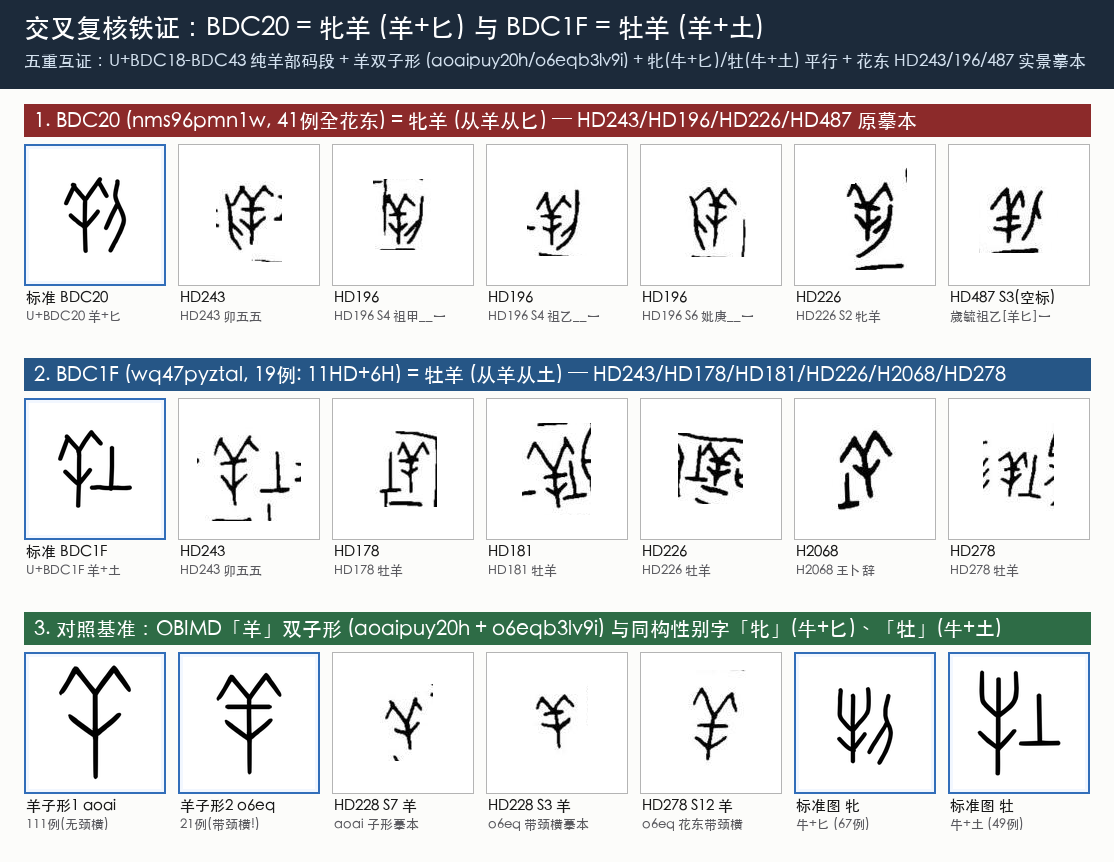 交叉复核铁证：BDC20 = 牝羊 (羊+匕) 与 BDC1F = 牡羊 (羊+土)
五重互证：U+BDC18-BDC43 纯羊部码段 + 羊双子形 (aoaipuy20h/o6eqb3lv9i) + 牝(牛+匕)/牡(牛+土) 平行 + 花东 HD243/196/487 实景摹本
1. BDC20 (nms96pmn1w, 41例全花东) = 牝羊 (从羊从匕) — HD243/HD196/HD226/HD487 原摹本
标准 BDC20 HD243 HD196 HD196 HD196 HD226 HD487 S3(空标)
U+BDC20 羊+匕 HD243 卯五五 HD196 S4 祖甲__一 HD196 S4 祖乙__一 HD196 S6 妣庚__一 HD226 S2 牝羊 歲毓祖乙[羊匕]一
2. BDC1F (wq47pyztal, 19例: 11HD+6H) = 牡羊 (从羊从土) — HD243/HD178/HD181/HD226/H2068/HD278
标准 BDC1F HD243 HD178 HD181 HD226 H2068 HD278
U+BDC1F 羊+土 HD243 卯五五 HD178 牡羊 HD181 牡羊 HD226 牡羊 H2068 王卜辞 HD278 牡羊
3. 对照基准：OBIMD「羊」双子形 (aoaipuy20h + o6eqb3lv9i) 与同构性别字「牝」(牛+匕)、「牡」(牛+土)
羊子形1 aoai 羊子形2 o6eq HD228 S7 羊 HD228 S3 羊 HD278 S12 羊 标准图 牝 标准图 牡
111例(无颈横) 21例(带颈横!) aoai 子形摹本 o6eq 带颈横摹本 o6eq 花东带颈横 牛+匕 (67例) 牛+土 (49例)